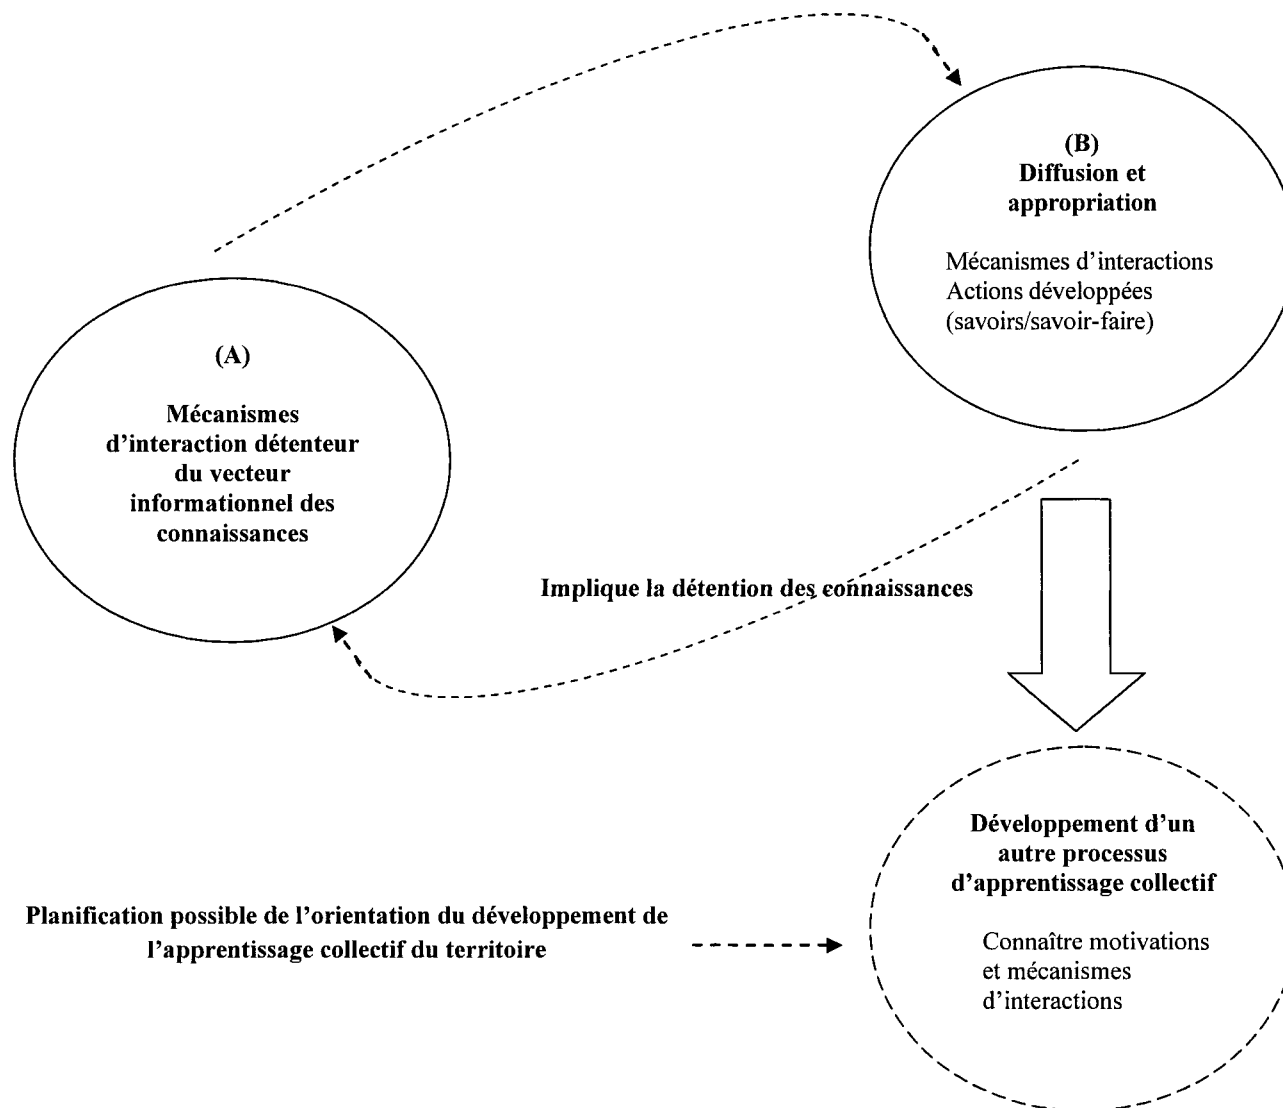 (B)
Diffusion et
appropriation
Mécanismes d'interactions
Actions développées
(savoirs/savoir-faire)
(A)
Mécanismes
d'interaction détenteur
du vecteur
informationnel des
connaissances
Implique la détention des connaissances
Développement d'un
autre processus
d'apprentissage collectif
Connaître motivations
et mécanismes
d'interactions
Planification possible de l'orientation du développement de
l'apprentissage collectif du territoire